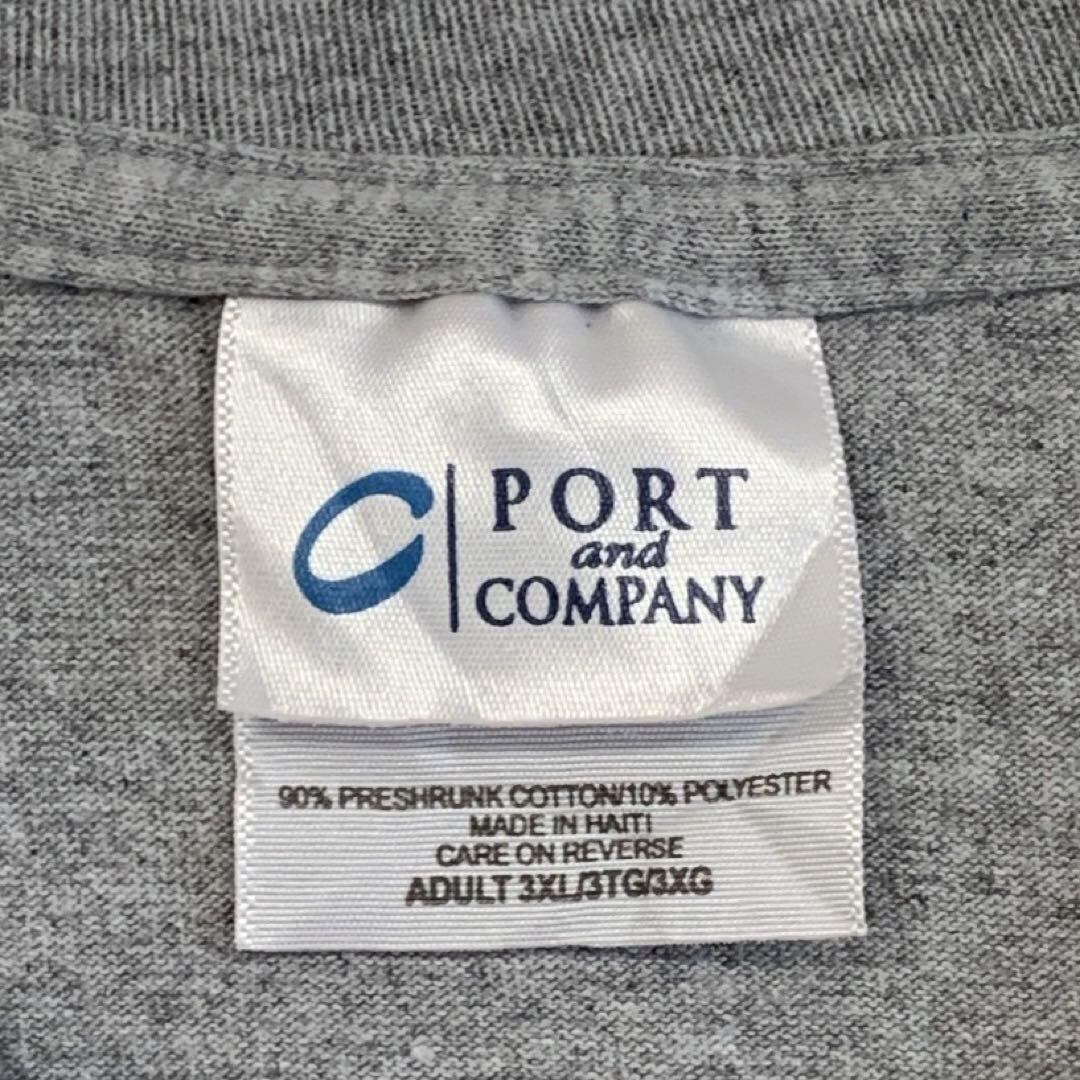 PORT
and
COMPANY
90% PRESHRUNK COTTON/10% POLYESTER
MADE IN HAITI
CARE ON REVERSE
ADULT 3XL/3TG/3XG